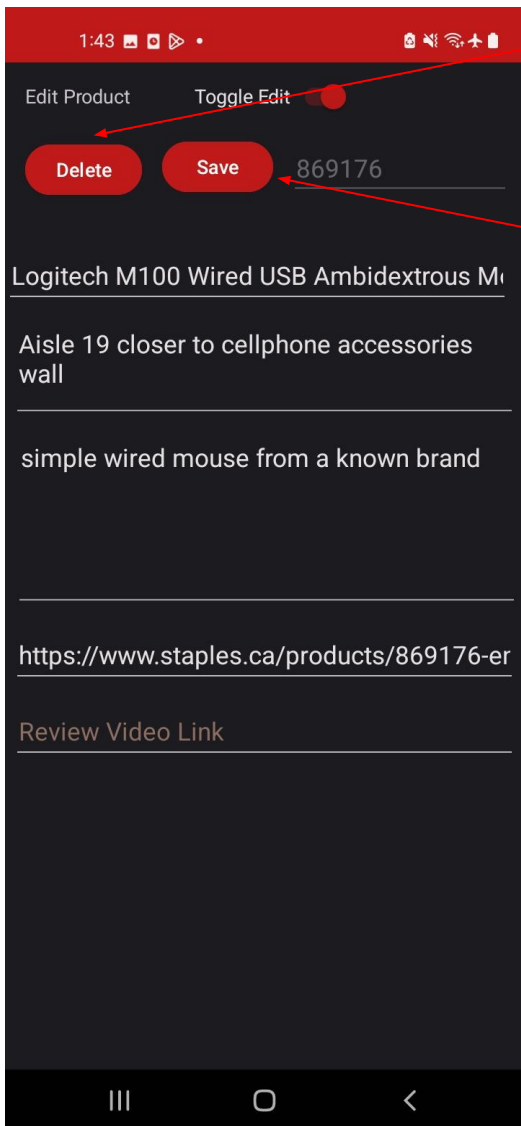 1:43
Edit Product Toggle Edit
Delete Save 869176
Logitech M100 Wired USB Ambidextrous
Aisle 19 closer to cellphone accessories
wall
simple wired mouse from a known brand
https://www.staples.ca/products/869176-er
Review Video Link